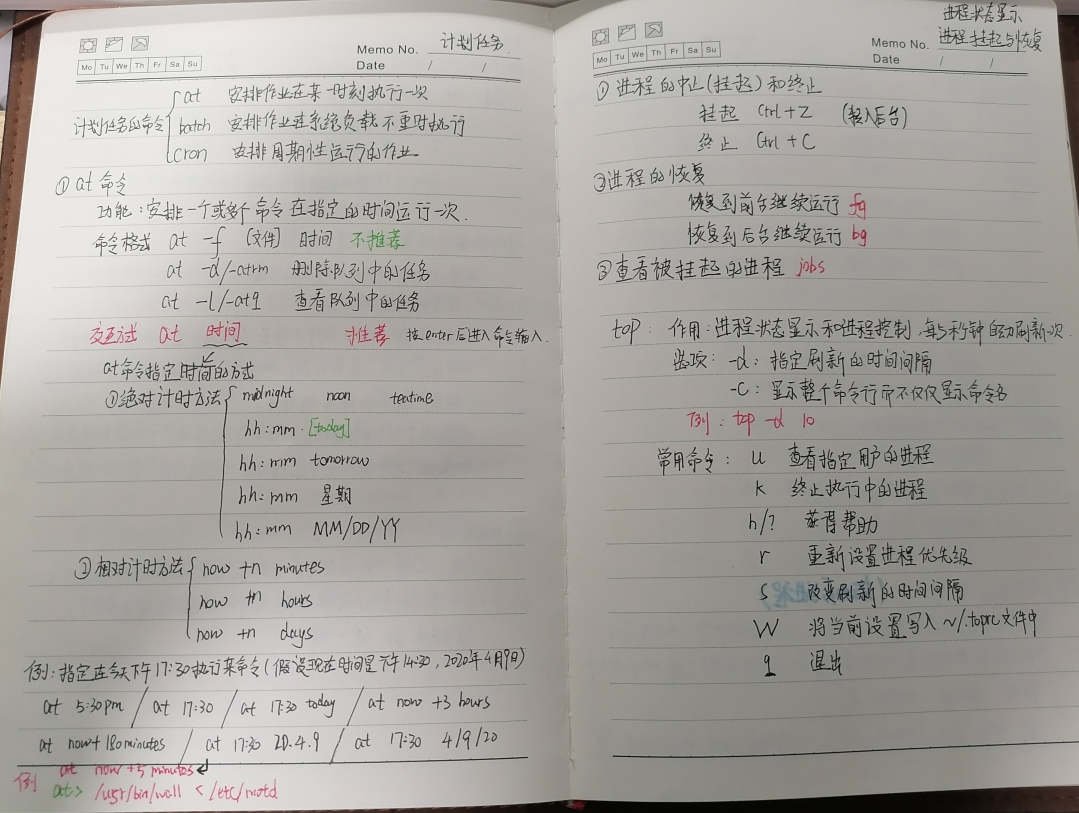 计划任务
Memo No.
Mo Tu We Th Fr Sa Su
Date / /
at 安排作业在某一时刻执行一次
计划任务的命令 batch 安排作业在系统负载不重时执行
cron 安排周期性运行的作业
① at 命令
功能：安排一个或多个命令在指定的时间运行一次.
命令格式 at -f [文件] 时间 不推荐
at -d/-atrm 删除队列中的任务
at -l/-atq 查看队列中的任务
交互式 at 时间 推荐 按enter后进入命令输入.
at命令指定时间的方式
①绝对计时方法 midnight noon teatime
hh:mm [today]
hh:mm tomorrow
hh:mm 星期
hh:mm MM/DD/YY
②相对计时方法 now +n minutes
now +n hours
now +n days
例：指定在今天下午17:30执行某命令(假设现在时间是下午14:30, 2020年4月9日)
at 5:30pm / at 17:30 / at 17:30 today / at now +3 hours
at now+180minutes / at 17:30 20.4.9 / at 17:30 4/9/20
例 at now +5 minutes ↵
at> /usr/bin/wall < /etc/motd
进程状态显示
进程挂起与恢复
Memo No.
Mo Tu We Th Fr Sa Su
Date / /
① 进程的中止(挂起)和终止
挂起 Ctrl+Z (转入后台)
终止 Ctrl+C
②进程的恢复
恢复到前台继续运行 fg
恢复到后台继续运行 bg
③查看被挂起的进程 jobs
top： 作用：进程状态显示和进程控制,每5秒钟自动刷新一次.
选项： -d：指定刷新的时间间隔
-c：显示整个命令行而不仅仅显示命令名
例：top -d 10
常用命令： u 查看指定用户的进程
k 终止执行中的进程
h/? 获得帮助
r 重新设置进程优先级
s 改变刷新的时间间隔
W 将当前设置写入~/.toprc文件中
q 退出